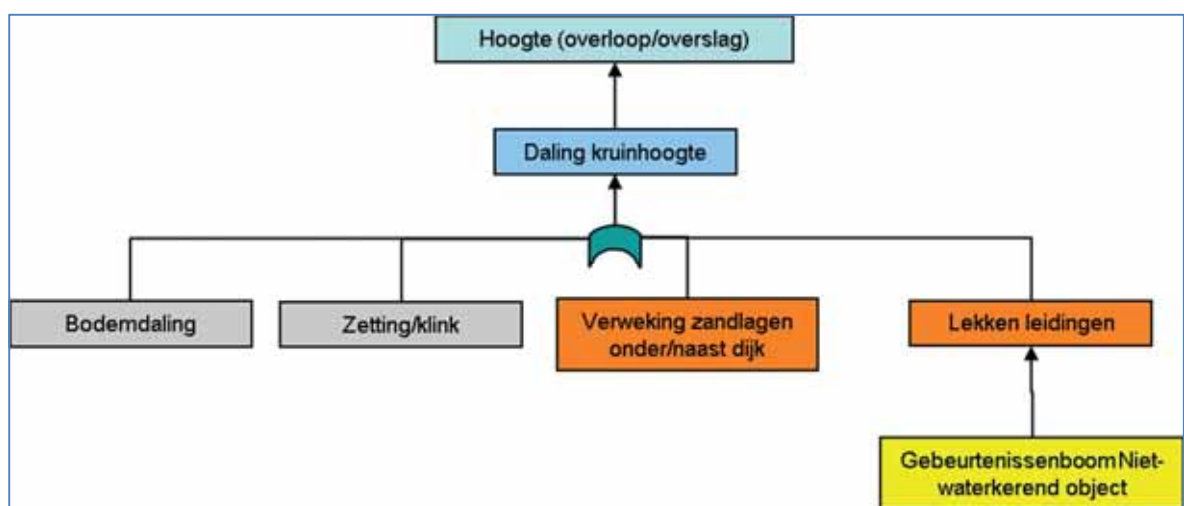 Hoogte (overloop/overslag)
Daling kruinhoogte
Bodemdaling
Zetting/klink
Verweking zandlagen
onder/naast dijk
Lekken leidingen
GebeurtenissenboomNiet-
waterkerend object